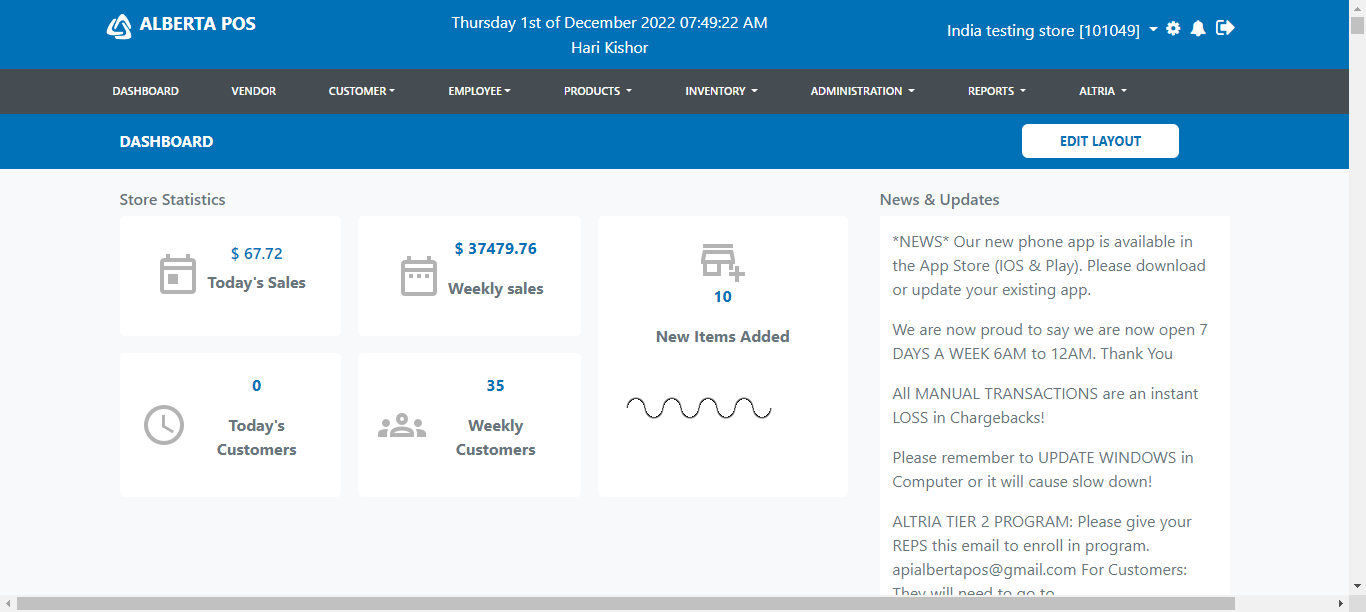 ALBERTA POS
Thursday 1st of December 2022 07:49:22 AM
Hari Kishor
India testing store [101049]
DASHBOARD
VENDOR
CUSTOMER
EMPLOYEE
PRODUCTS
INVENTORY
ADMINISTRATION
REPORTS
ALTRIA
DASHBOARD
EDIT LAYOUT
Store Statistics
$ 67.72
Today's Sales
$ 37479.76
Weekly sales
10
New Items Added
0
Today's
Customers
35
Weekly
Customers
News & Updates
*NEWS* Our new phone app is available in
the App Store (IOS & Play). Please download
or update your existing app.
We are now proud to say we are now open 7
DAYS A WEEK 6AM to 12AM. Thank You
All MANUAL TRANSACTIONS are an instant
LOSS in Chargebacks!
Please remember to UPDATE WINDOWS in
Computer or it will cause slow down!
ALTRIA TIER 2 PROGRAM: Please give your
REPS this email to enroll in program.
apialbertapos@gmail.com For Customers:
They will need to go to